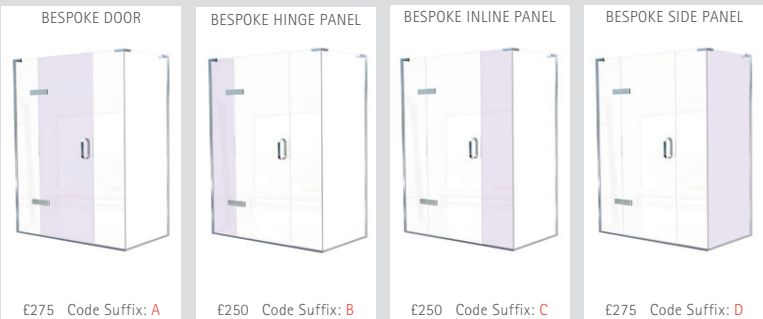 BESPOKE DOOR
£275 Code Suffix: A
BESPOKE HINGE PANEL
£250 Code Suffix: B
BESPOKE INLINE PANEL
£250 Code Suffix: C
BESPOKE SIDE PANEL
£275 Code Suffix: D